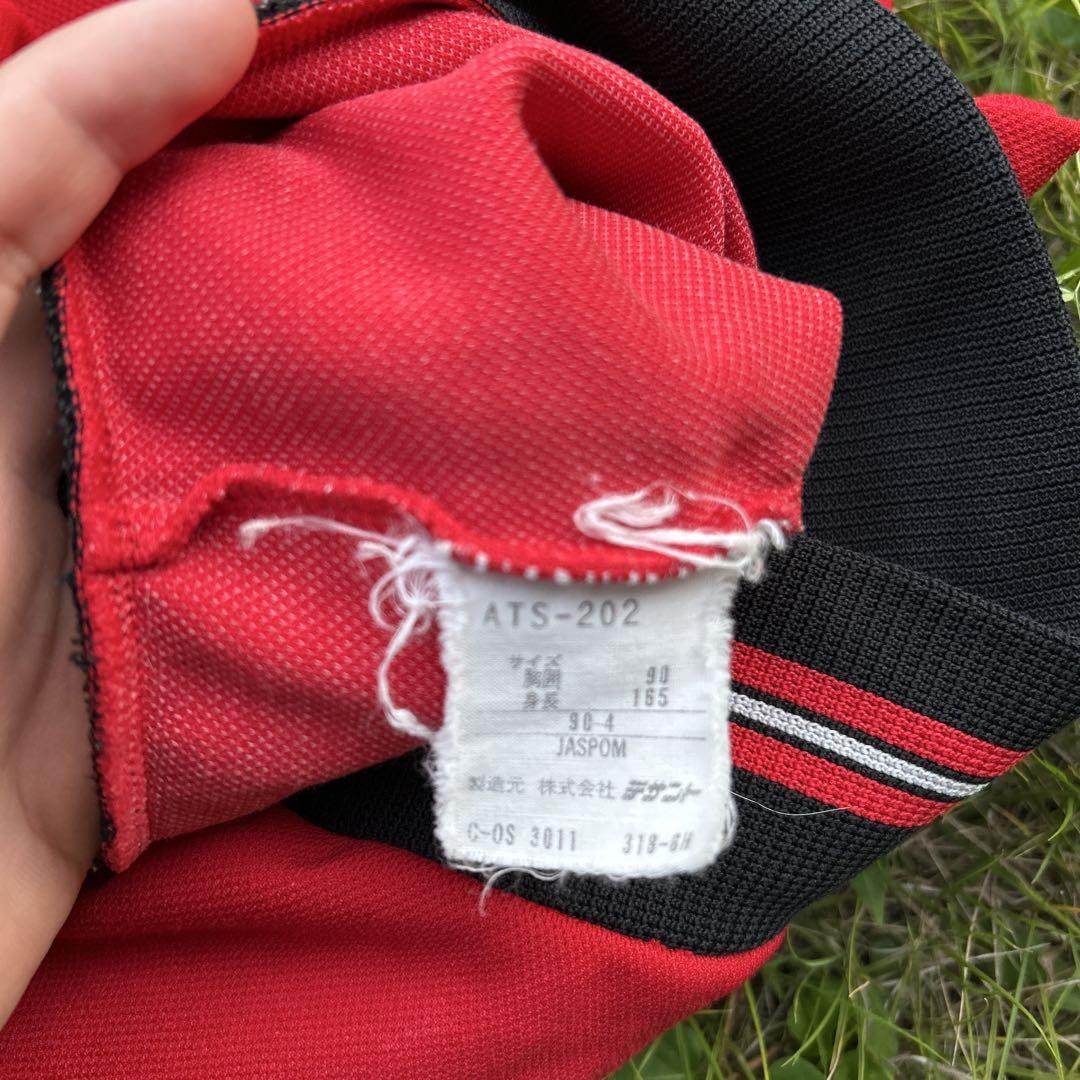 ATS-202
サイズ
胸囲 90
身長 165
90-4
JASPOM
製造元 株式会社 デサント
C-OS 3011 318-6H